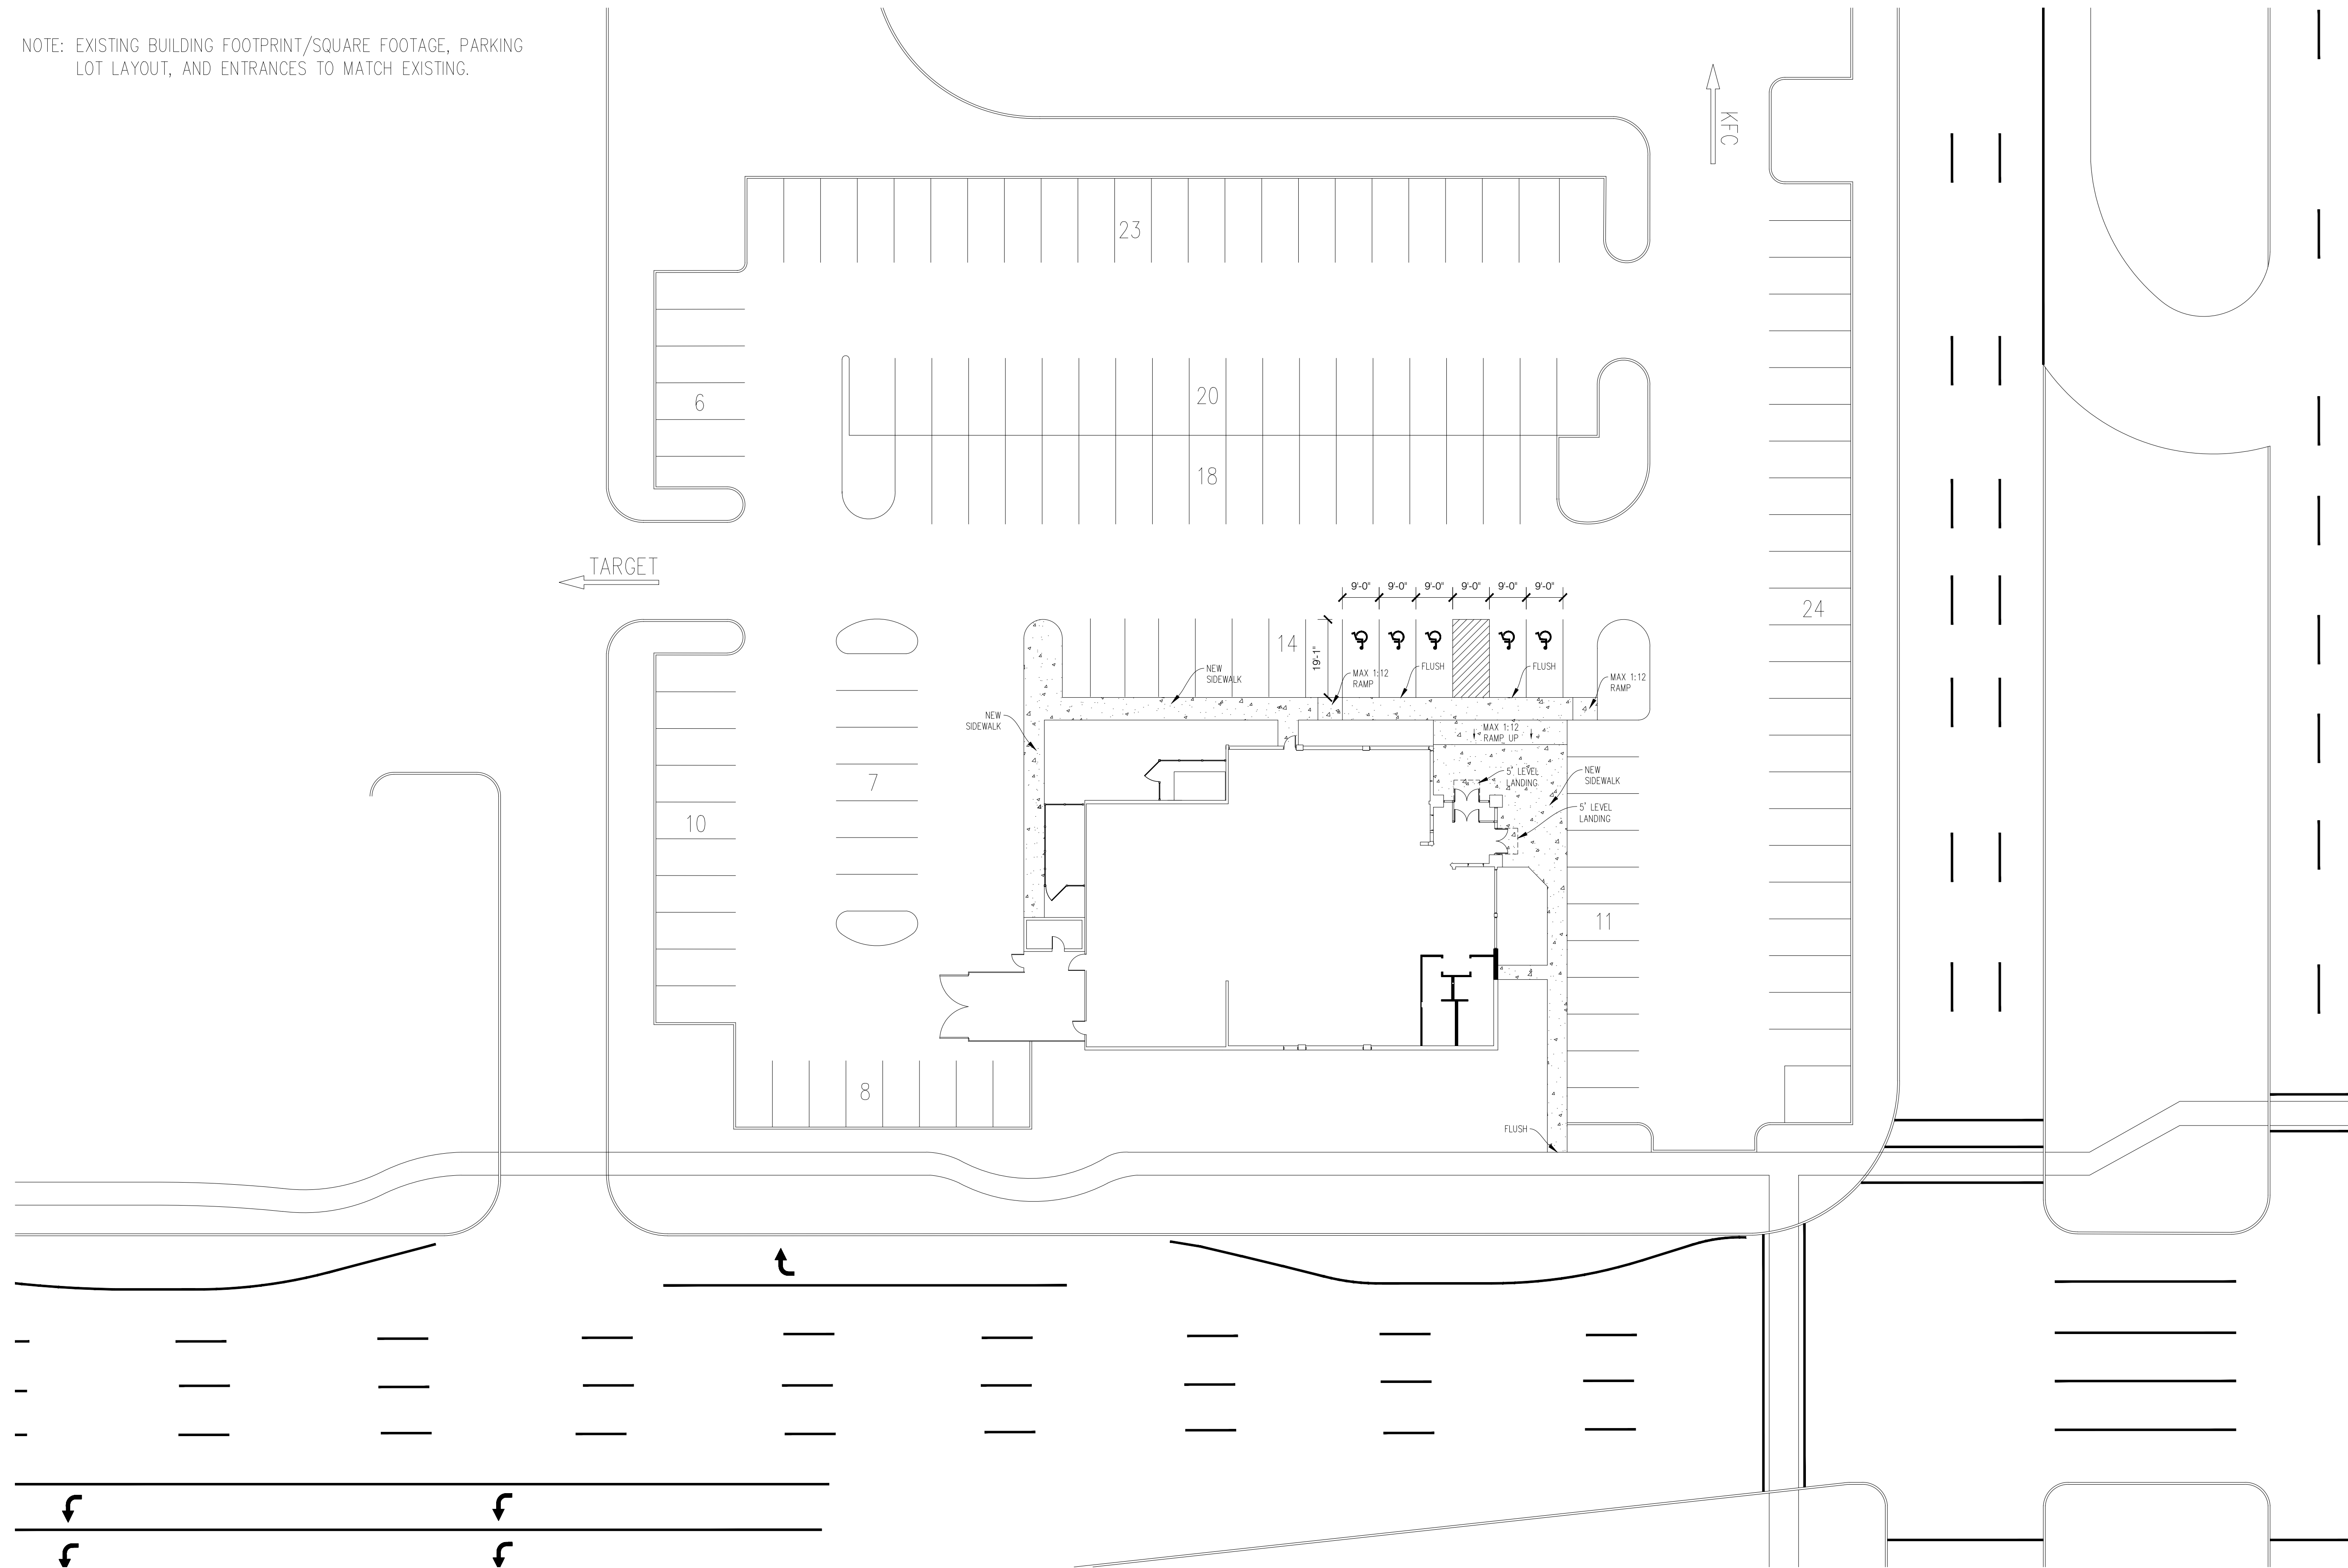 NOTE: EXISTING BUILDING FOOTPRINT/SQUARE FOOTAGE, PARKING
LOT LAYOUT, AND ENTRANCES TO MATCH EXISTING.
KFC
23
20
6
18
TARGET
9'-0" 9'-0" 9'-0" 9'-0" 9'-0" 9'-0"
24
14
19'-1"
NEW
SIDEWALK
MAX 1:12
RAMP
FLUSH
FLUSH
MAX 1:12
RAMP
NEW
SIDEWALK
MAX 1:12
RAMP UP
5' LEVEL
LANDING
NEW
SIDEWALK
5' LEVEL
LANDING
7
10
11
8
FLUSH